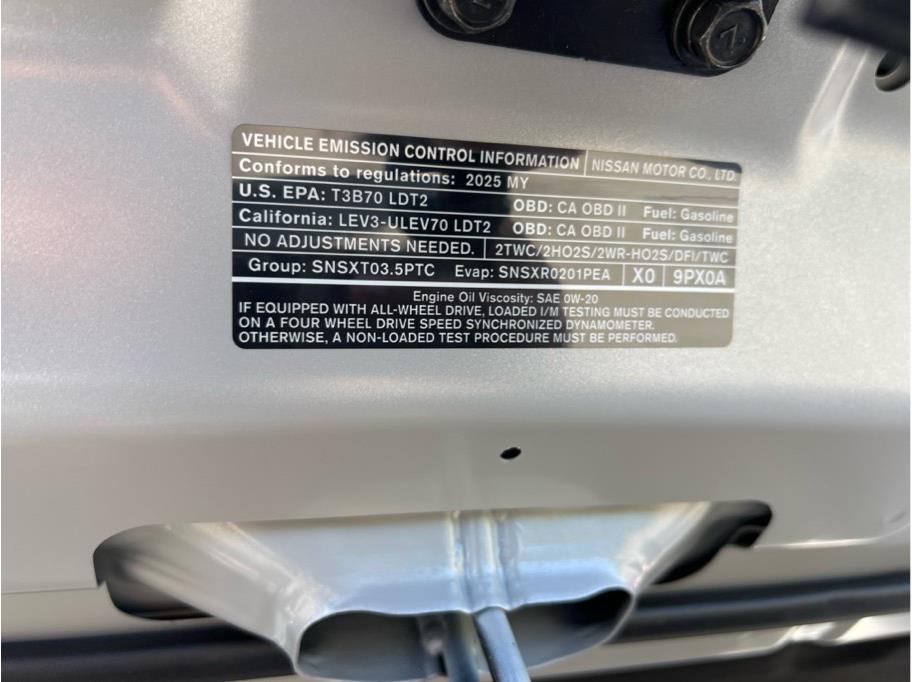 VEHICLE EMISSION CONTROL INFORMATION NISSAN MOTOR CO., LTD.
Conforms to regulations: 2025 MY
U.S. EPA: T3B70 LDT2 OBD: CA OBD II Fuel: Gasoline
California: LEV3-ULEV70 LDT2 OBD: CA OBD II Fuel: Gasoline
NO ADJUSTMENTS NEEDED. 2TWC/2HO2S/2WR-HO2S/DFI/TWC
Group: SNSXT03.5PTC Evap: SNSXR0201PEA X0 9PX0A
Engine Oil Viscosity: SAE 0W-20
IF EQUIPPED WITH ALL-WHEEL DRIVE, LOADED I/M TESTING MUST BE CONDUCTED
ON A FOUR WHEEL DRIVE SPEED SYNCHRONIZED DYNAMOMETER.
OTHERWISE, A NON-LOADED TEST PROCEDURE MUST BE PERFORMED.